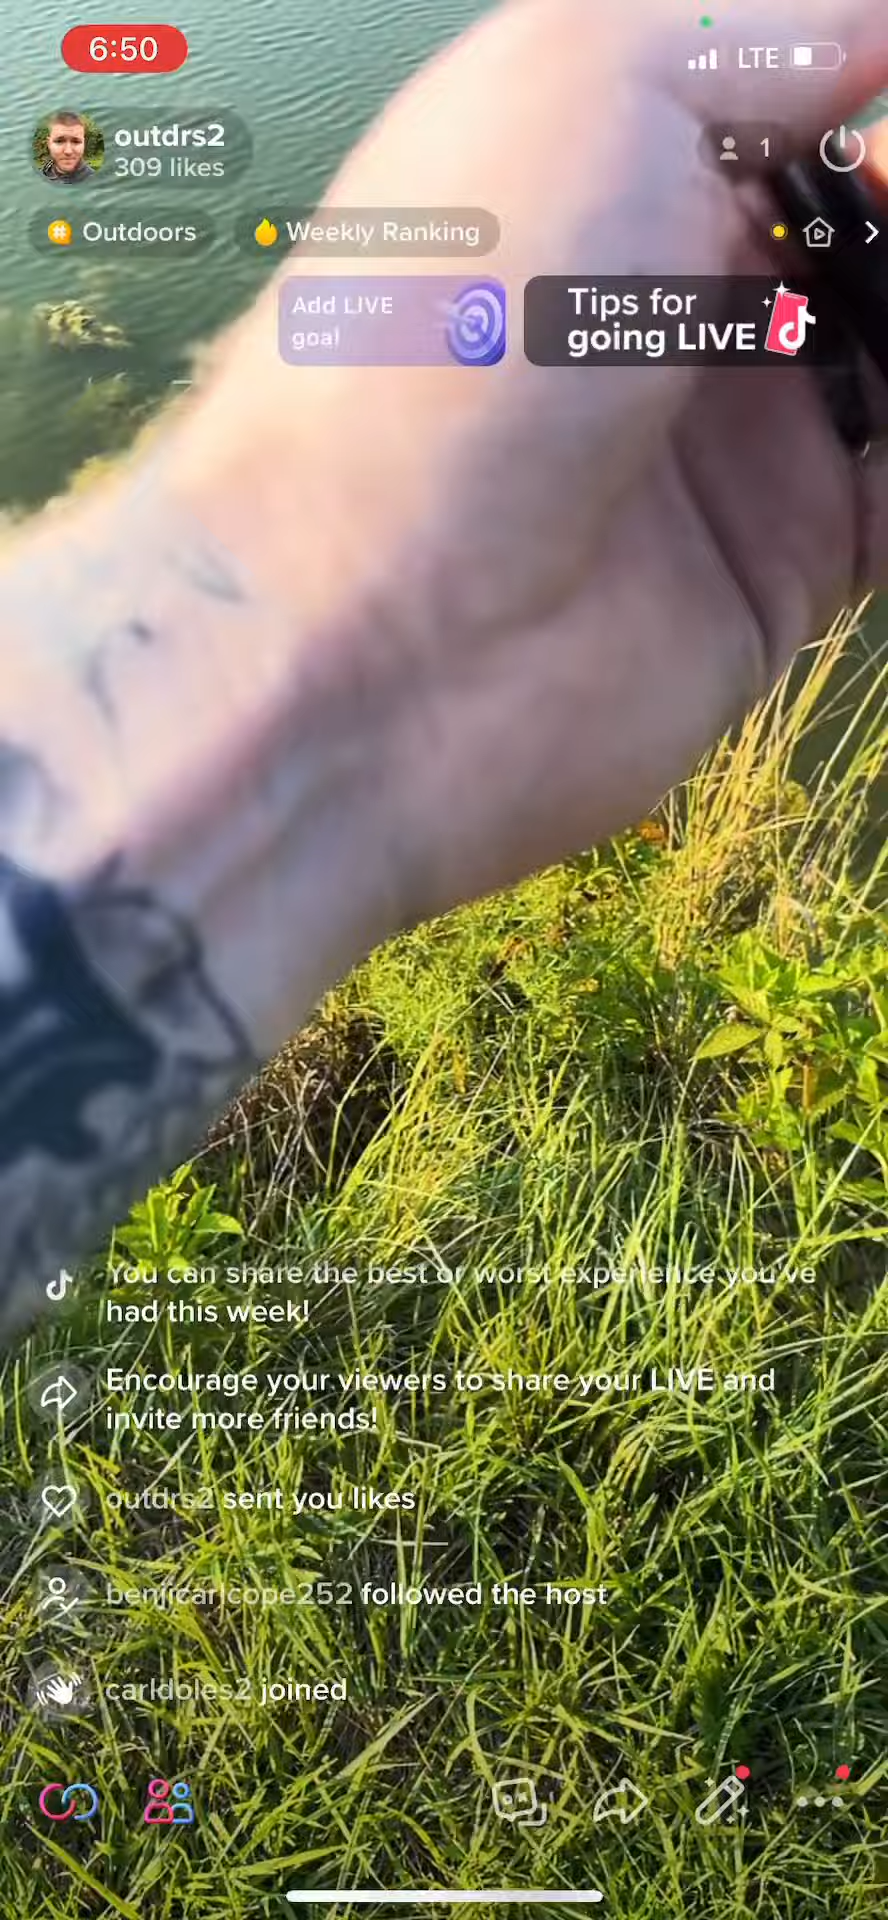 6:50
LTE
outdrs2
309 likes
1
Outdoors
Weekly Ranking
Add LIVE
goal
Tips for
going LIVE
You can share the best or worst experience you've
had this week!
Encourage your viewers to share your LIVE and
invite more friends!
outdrs2 sent you likes
benjicarlcope252 followed the host
carldoles2 joined